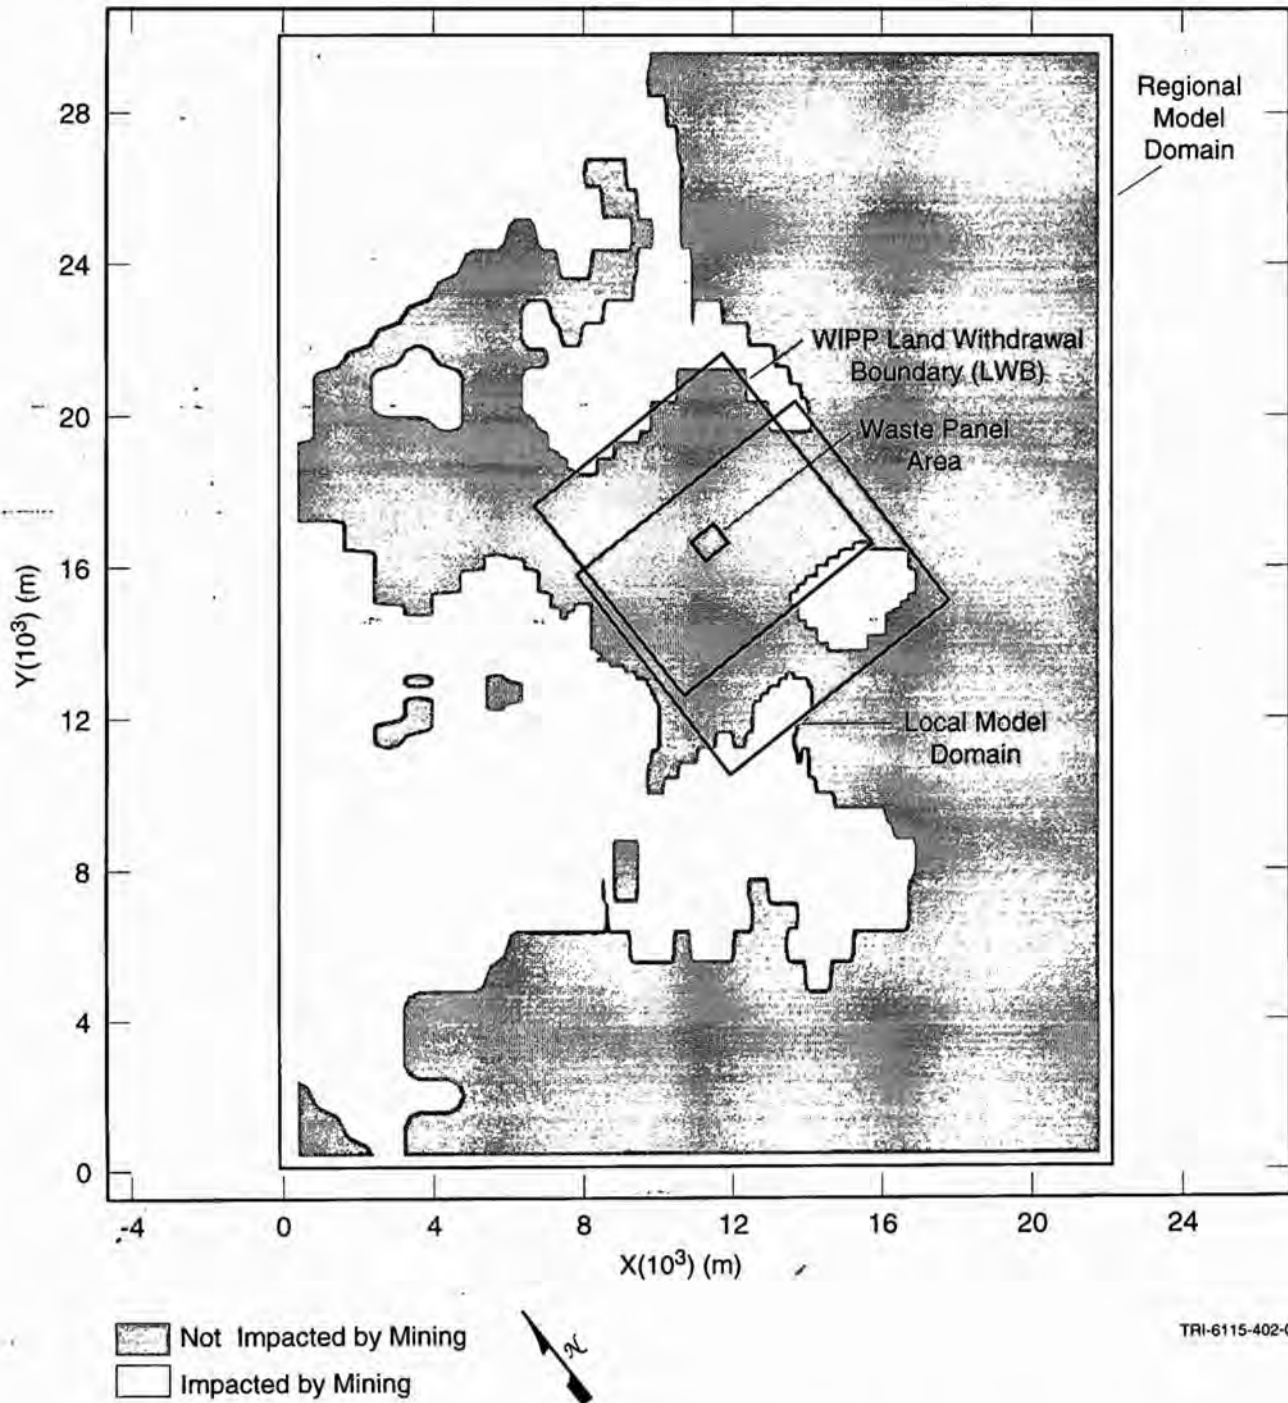 Regional
Model
Domain
28
24
WIPP Land Withdrawal
Boundary (LWB)
20
Waste Panel
Area
16
Y(10³) (m)
12
Local Model
Domain
8
4
0
-4 0 4 8 12 16 20 24
X(10³) (m)
Not Impacted by Mining
N
TRI-6115-402-0
Impacted by Mining